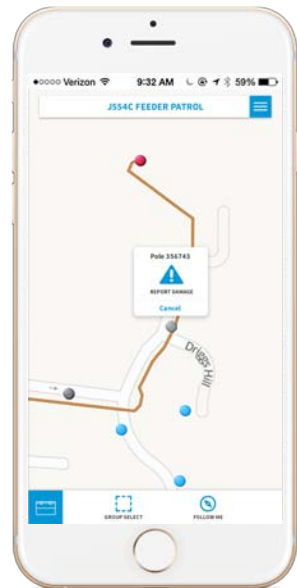 ●○○○○ Verizon 9:32 AM 59%
J554C FEEDER PATROL
Pole 356743
REPORT DAMAGE
Cancel
Driggs Hill
GROUP SELECT
FOLLOW ME